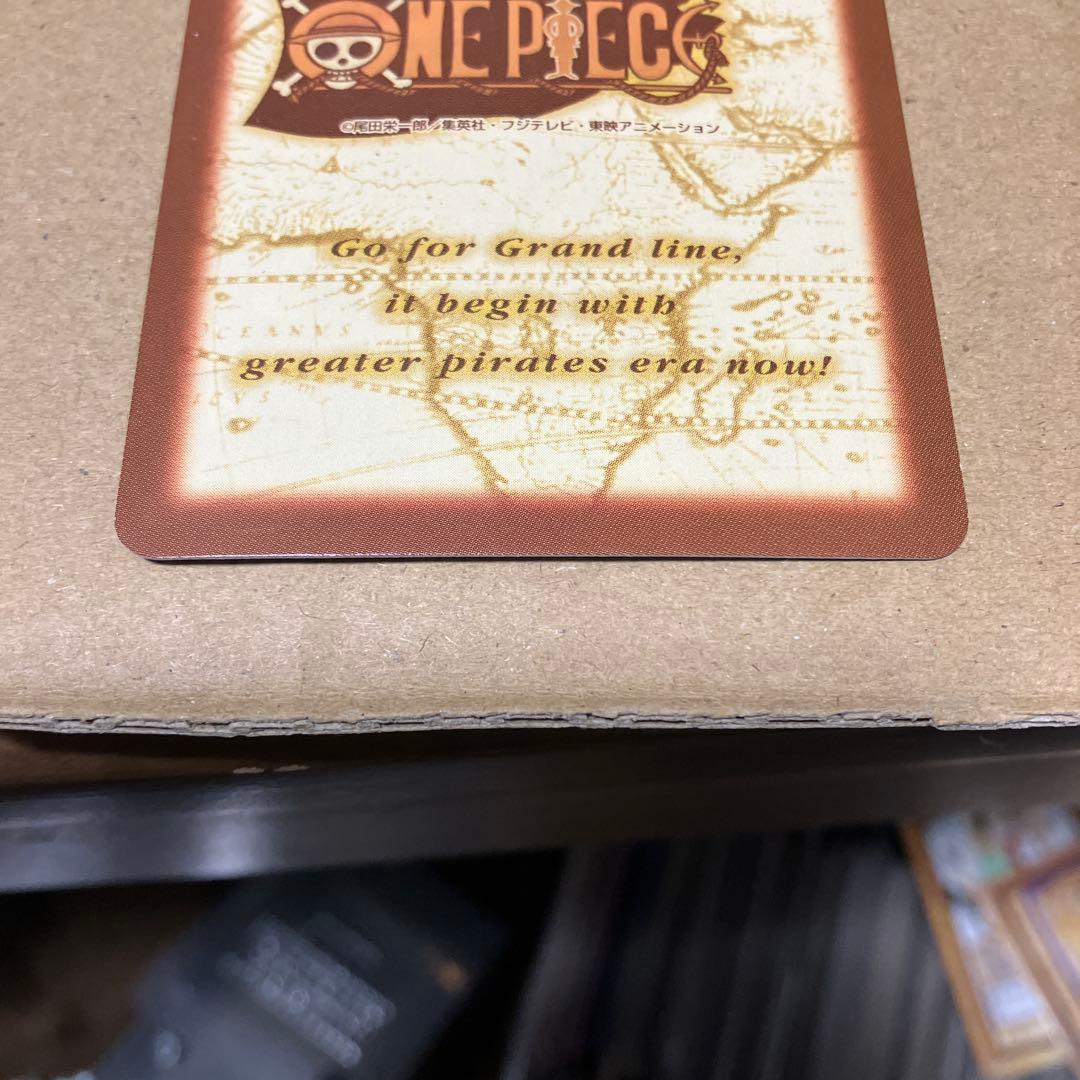 ONE PIECE
©尾田栄一郎／集英社・フジテレビ・東映アニメーション
Go for Grand line,
it begin with
OCEANVS
greater pirates era now!